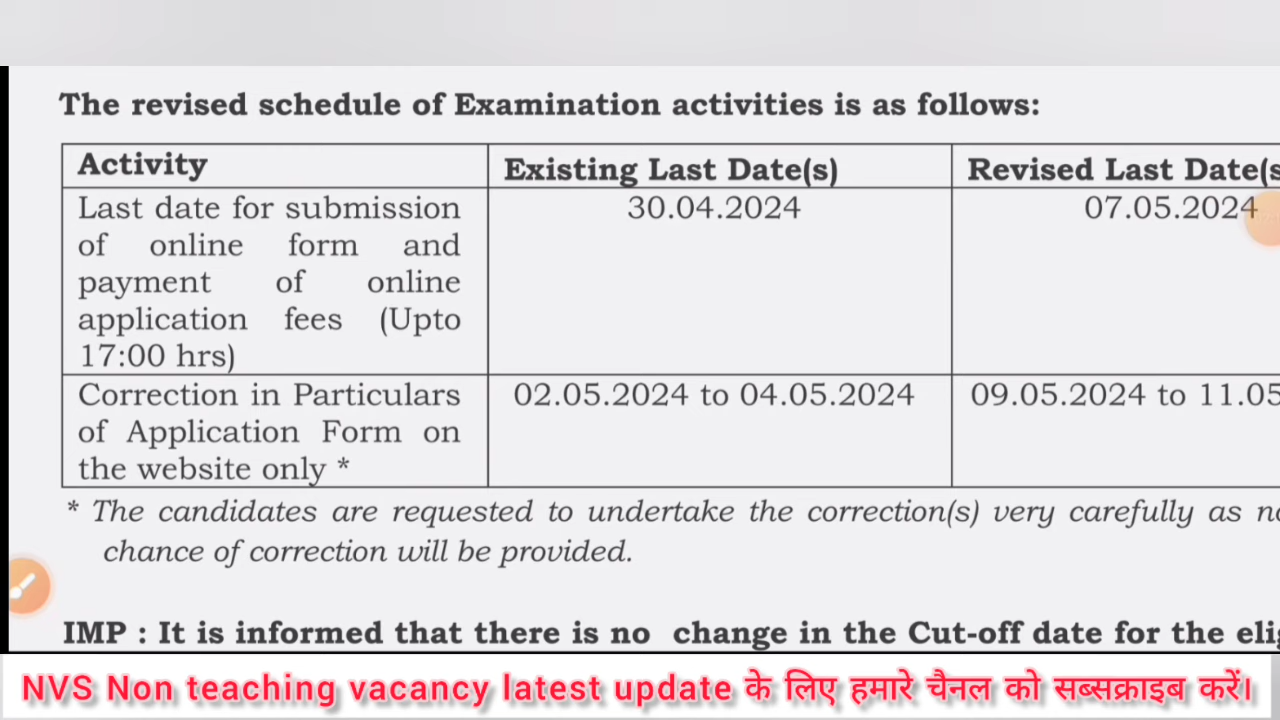 The revised schedule of Examination activities is as follows:
Activity
Existing Last Date(s)
Revised Last Date(s
Last date for submission
of online form and
payment of online
application fees (Upto
17:00 hrs)
30.04.2024
07.05.2024
Correction in Particulars
of Application Form on
the website only *
02.05.2024 to 04.05.2024
09.05.2024 to 11.05
* The candidates are requested to undertake the correction(s) very carefully as
chance of correction will be provided.
IMP : It is informed that there is no change in the Cut-off date for the
NVS Non teaching vacancy latest update के लिए हमारे चैनल को सब्सक्राइब करें।